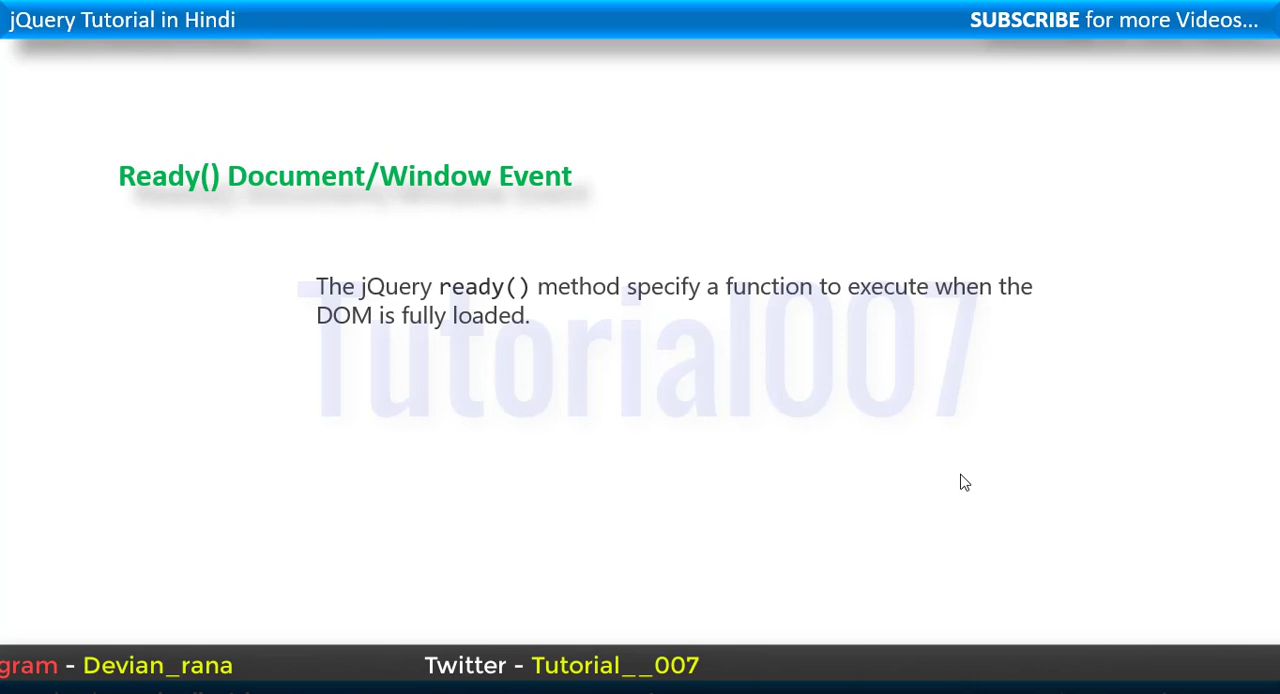 jQuery Tutorial in Hindi
SUBSCRIBE for more Videos...
Ready() Document/Window Event
The jQuery ready() method specify a function to execute when the
DOM is fully loaded.
Tutorial007
gram - Devian_rana
Twitter - Tutorial__007